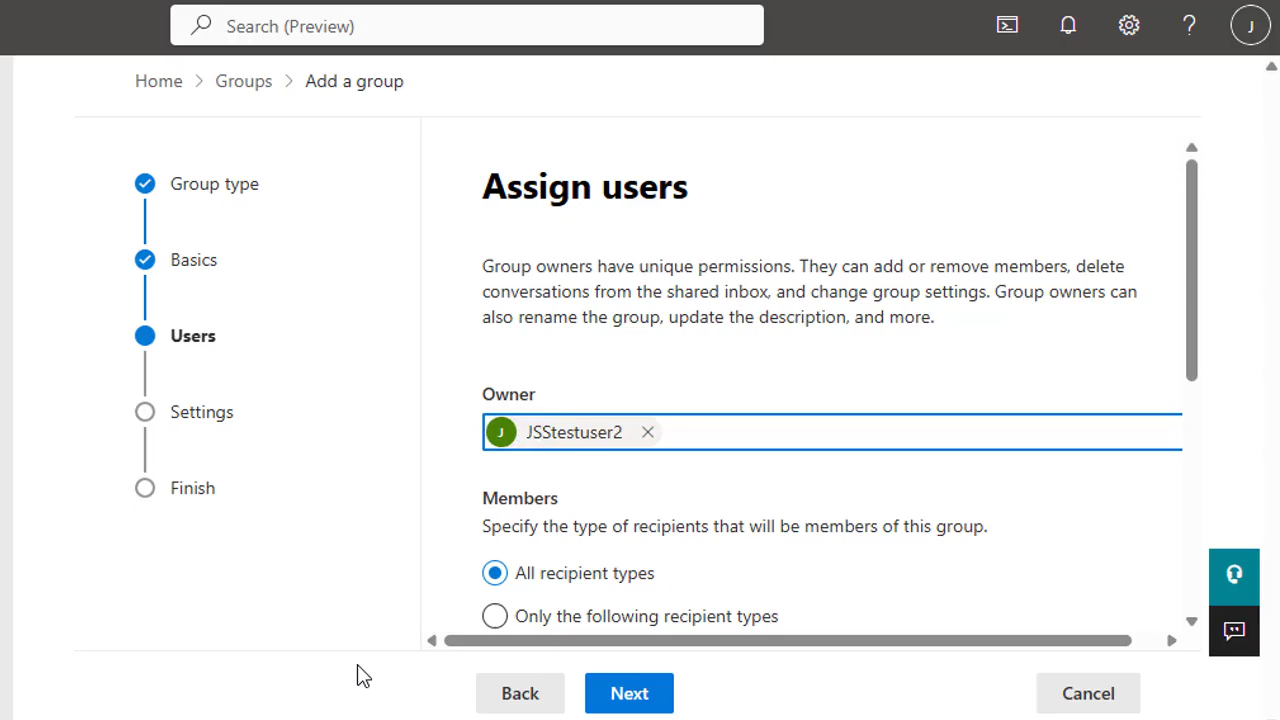 Search (Preview)
J
Home > Groups > Add a group
Group type
Basics
Users
Settings
Finish
Assign users
Group owners have unique permissions. They can add or remove members, delete
conversations from the shared inbox, and change group settings. Group owners can
also rename the group, update the description, and more.
Owner
J JSStestuser2
Members
Specify the type of recipients that will be members of this group.
All recipient types
Only the following recipient types
Back
Next
Cancel